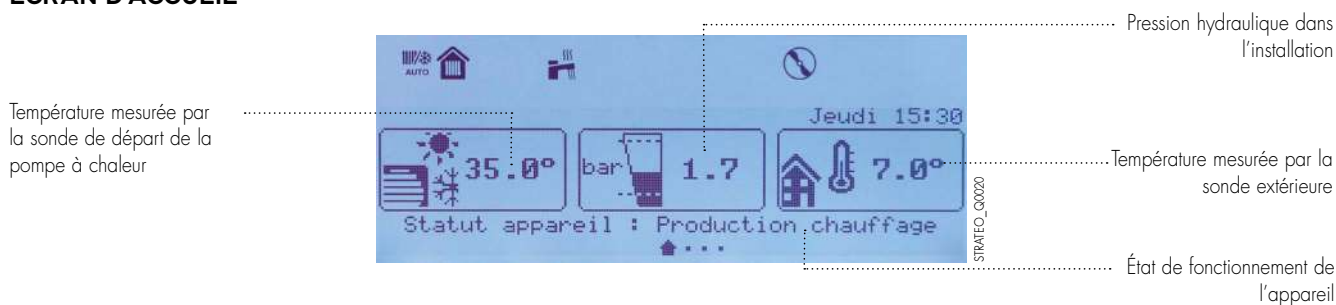 ÉCRAN D'ACCUEIL
Pression hydraulique dans
l'installation
AUTO
Jeudi 15:30
Température mesurée par
la sonde de départ de la
pompe à chaleur
35.0°
bar 1.7
7.0°
Température mesurée par la
sonde extérieure
STRATEO_Q0020
Statut appareil : Production chauffage
État de fonctionnement de
l'appareil